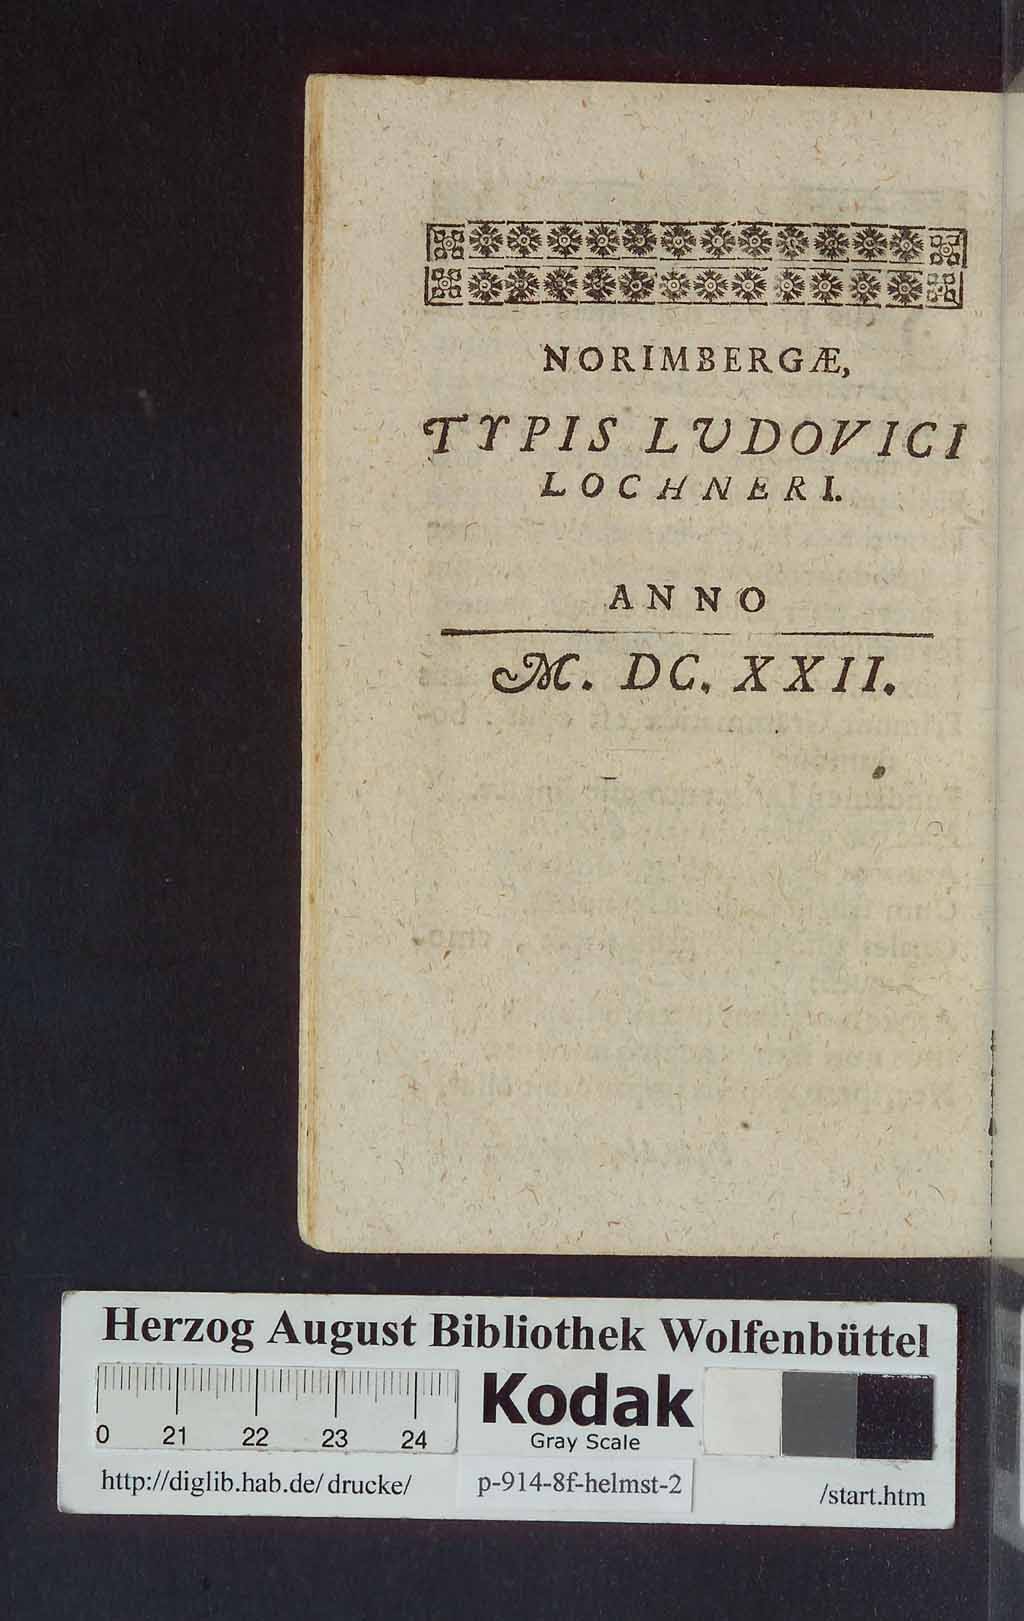 NORIMBERGÆ,
TYPIS LVDOVICI
LOCHNERI.
ANNO
M. DC. XXII.
Herzog August Bibliothek Wolfenbüttel
0 21 22 23 24
Kodak
Gray Scale
http://diglib.hab.de/drucke/
p-914-8f-helmst-2
/start.htm